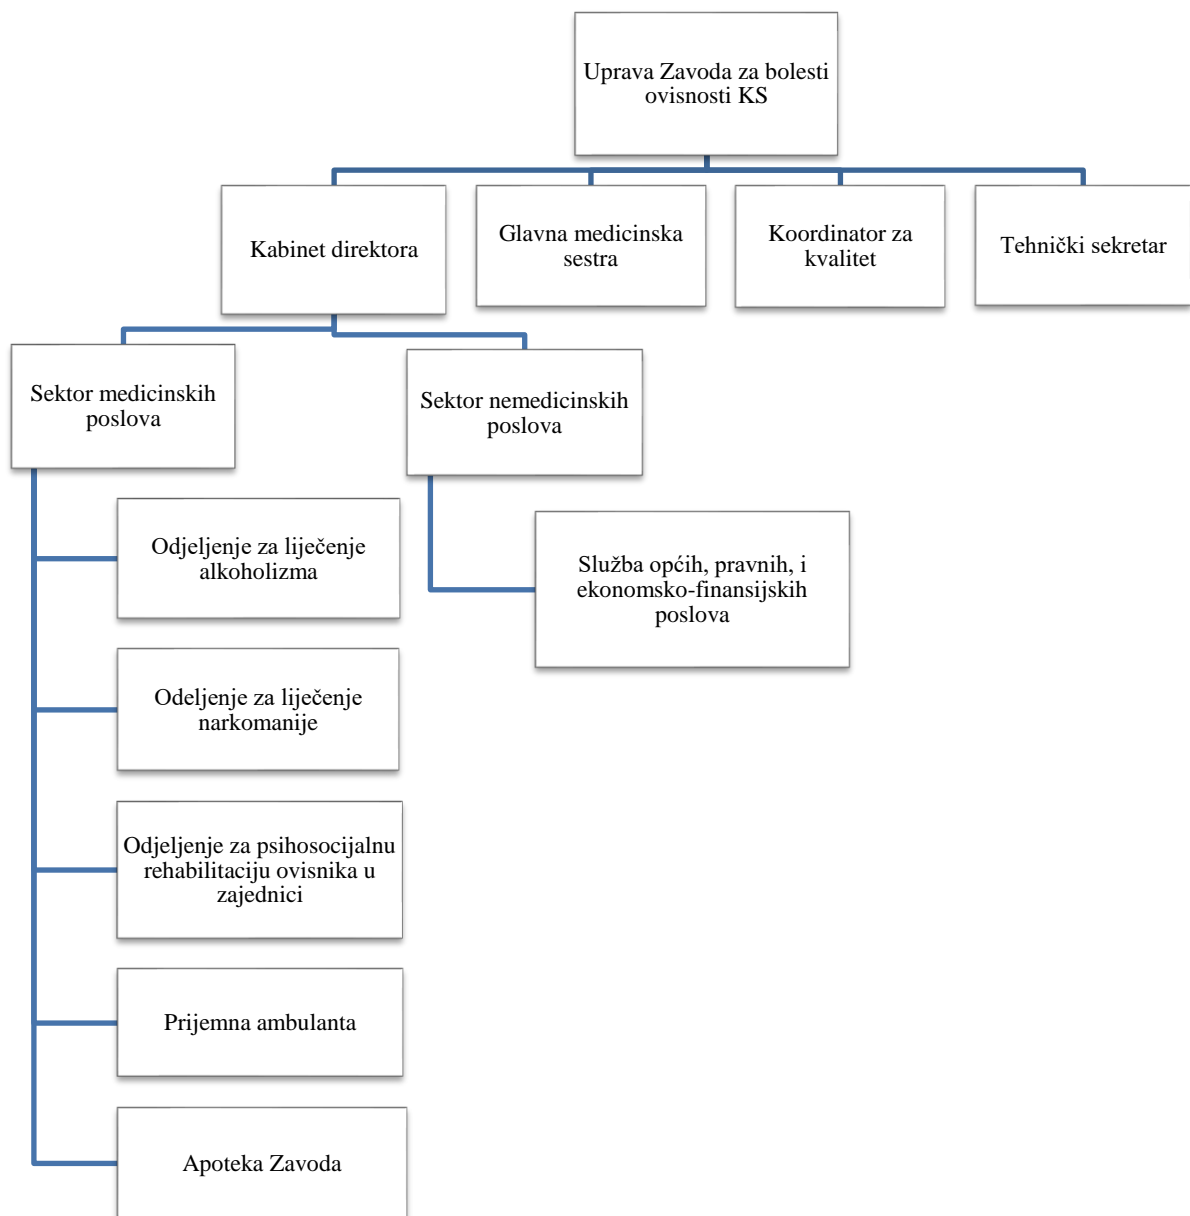 Uprava Zavoda za bolesti
ovisnosti KS
Kabinet direktora
Glavna medicinska
sestra
Koordinator za
kvalitet
Tehnički sekretar
Sektor medicinskih
poslova
Sektor nemedicinskih
poslova
Odjeljenje za liječenje
alkoholizma
Služba općih, pravnih, i
ekonomsko-finansijskih
poslova
Odeljenje za liječenje
narkomanije
Odjeljenje za psihosocijalnu
rehabilitaciju ovisnika u
zajednici
Prijemna ambulanta
Apoteka Zavoda